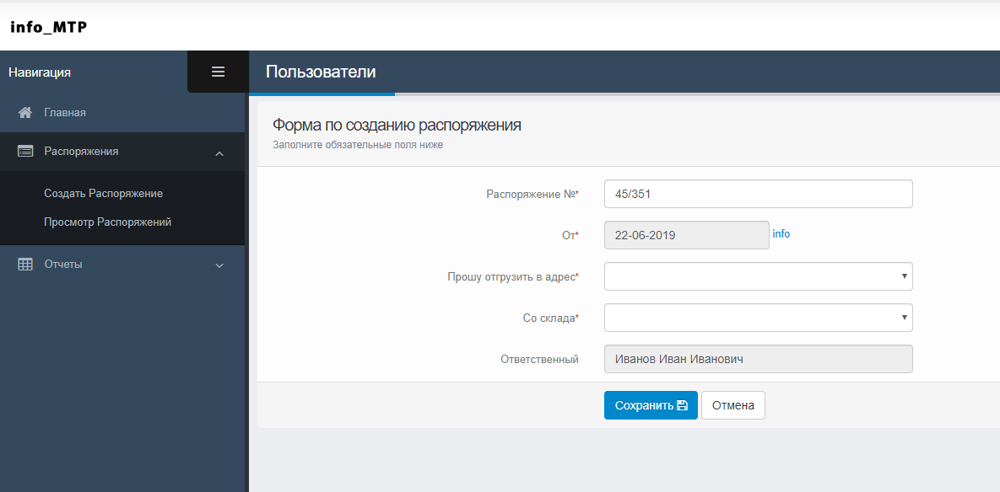 info_MTP
Навигация
Пользователи
Главная
Распоряжения
Создать Распоряжение
Просмотр Распоряжений
Отчеты
Форма по созданию распоряжения
Заполните обязательные поля ниже
Распоряжение №* 45/351
От* 22-06-2019 info
Прошу отгрузить в адрес*
Со склада*
Ответственный Иванов Иван Иванович
Сохранить Отмена